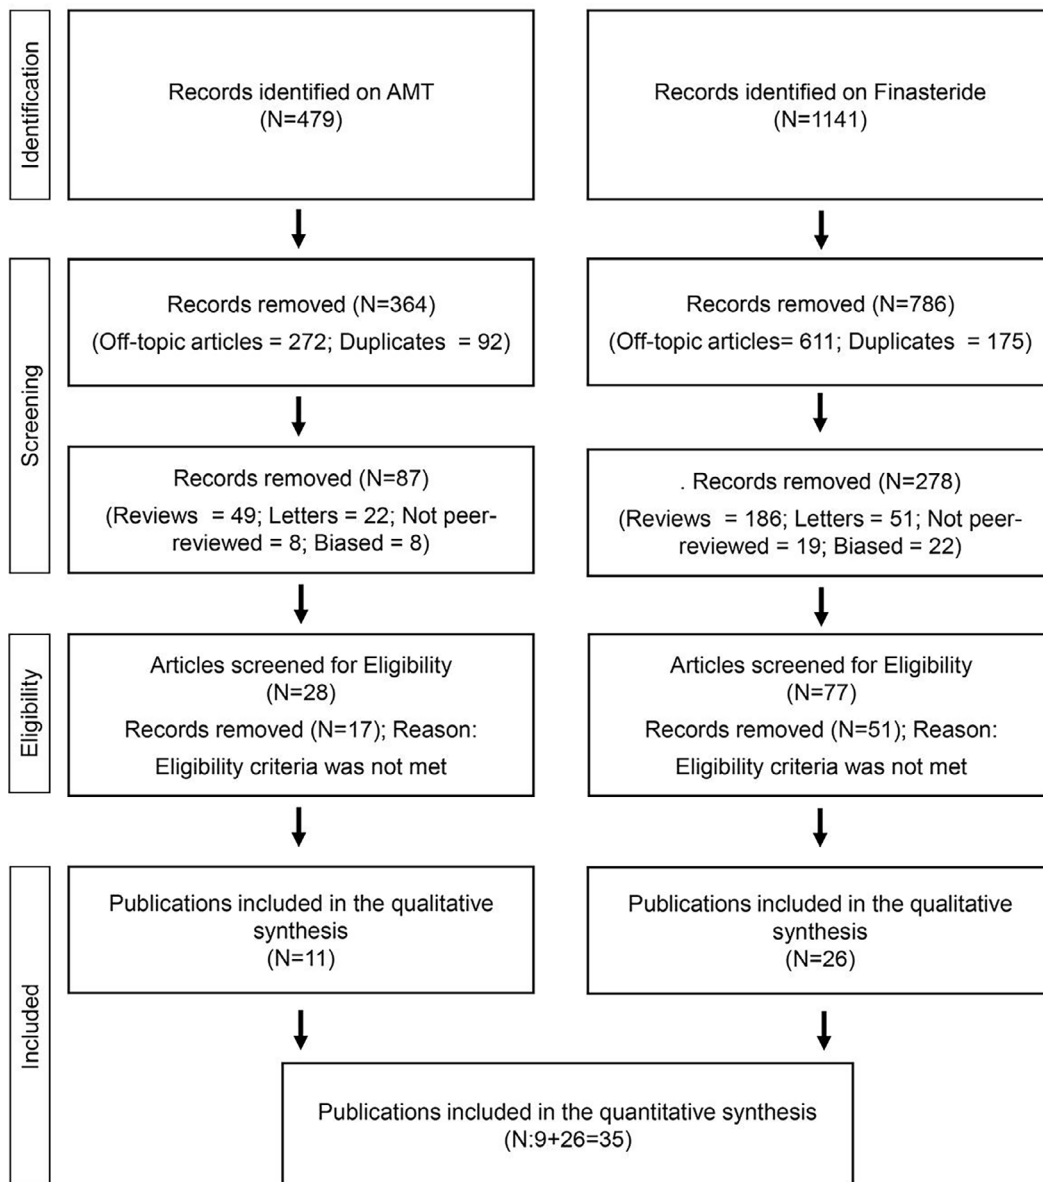 Identification
Records identified on AMT
(N=479)
Records identified on Finasteride
(N=1141)
Screening
Records removed (N=364)
(Off-topic articles = 272; Duplicates = 92)
Records removed (N=786)
(Off-topic articles= 611; Duplicates = 175)
Records removed (N=87)
(Reviews = 49; Letters = 22; Not peer-
reviewed = 8; Biased = 8)
. Records removed (N=278)
(Reviews = 186; Letters = 51; Not peer-
reviewed = 19; Biased = 22)
Eligibility
Articles screened for Eligibility
(N=28)
Records removed (N=17); Reason:
Eligibility criteria was not met
Articles screened for Eligibility
(N=77)
Records removed (N=51); Reason:
Eligibility criteria was not met
Included
Publications included in the qualitative
synthesis
(N=11)
Publications included in the qualitative
synthesis
(N=26)
Publications included in the quantitative synthesis
(N:9+26=35)